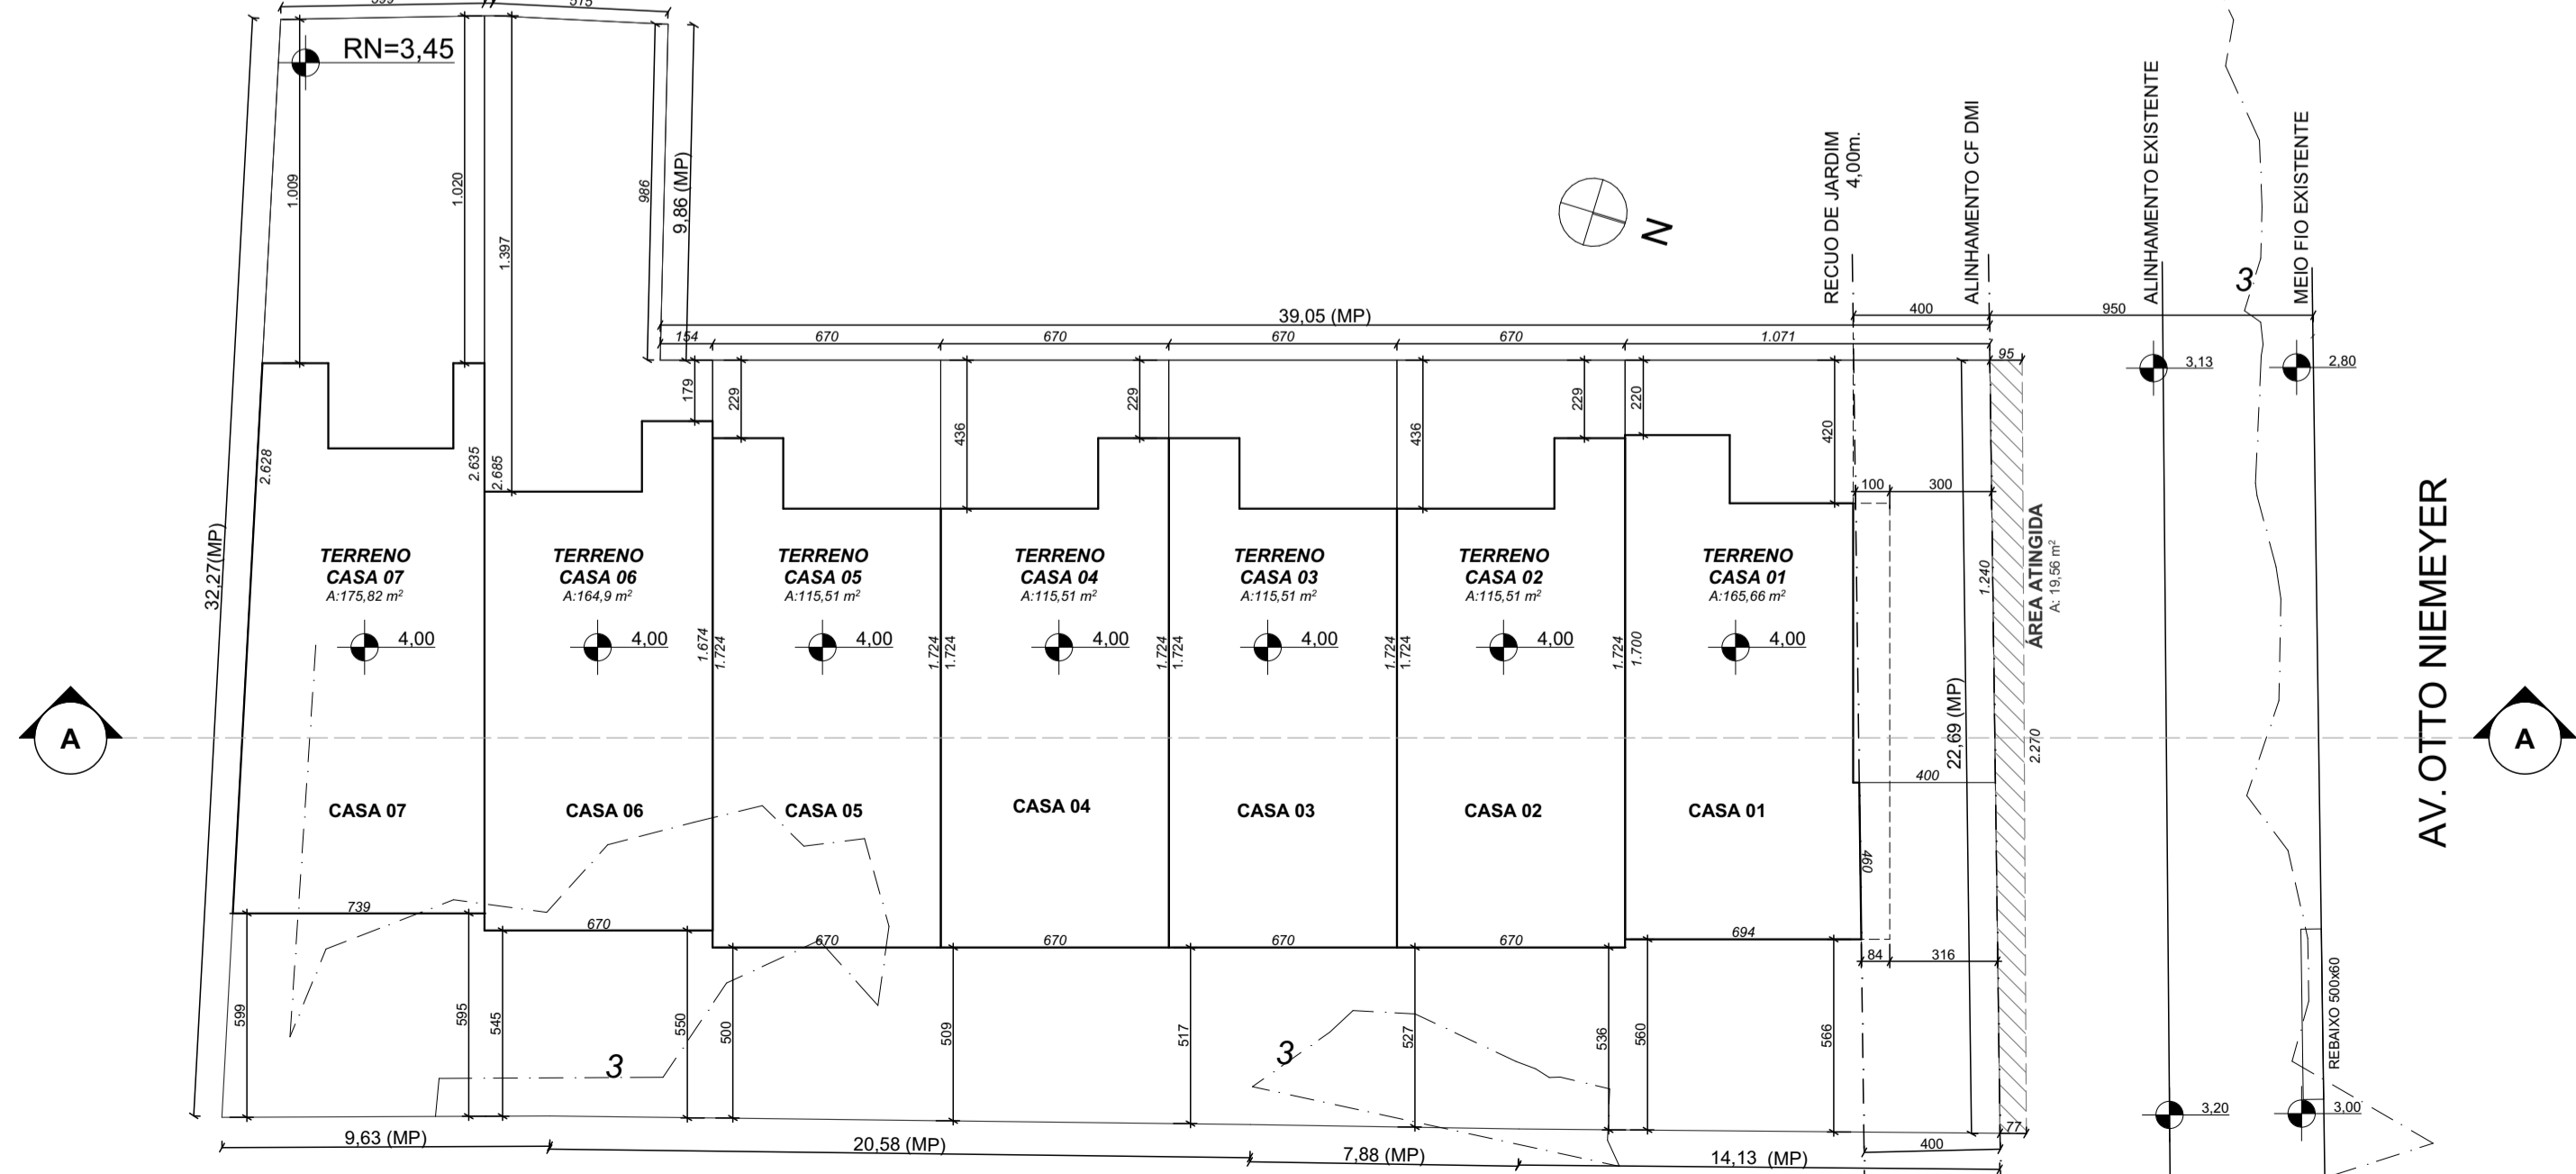 599
515
RN=3,45
1.009
1.020
1.397
986
9,86 (MP)
N
RECUO DE JARDIM
4,00m.
ALINHAMENTO CF DMI
ALINHAMENTO EXISTENTE
MEIO FIO EXISTENTE
3
39,05 (MP)
400
950
154
670
670
670
670
1.071
95
3,13
2,80
179
229
436
229
436
229
220
420
100
300
2.628
2.635
2.685
32,27(MP)
TERRENO
CASA 07
A:175,82 m²
4,00
TERRENO
CASA 06
A:164,9 m²
4,00
TERRENO
CASA 05
A:115,51 m²
4,00
TERRENO
CASA 04
A:115,51 m²
4,00
TERRENO
CASA 03
A:115,51 m²
4,00
TERRENO
CASA 02
A:115,51 m²
4,00
TERRENO
CASA 01
A:165,66 m²
4,00
1.674
1.724
1.724
1.724
1.724
1.724
1.724
1.724
1.724
1.700
1.240
ÁREA ATINGIDA
A: 19,56 m²
22,69 (MP)
2.270
400
AV. OTTO NIEMEYER
A
A
CASA 07
CASA 06
CASA 05
CASA 04
CASA 03
CASA 02
CASA 01
460
739
670
670
670
670
670
694
84
316
599
595
545
550
500
509
517
527
536
560
566
3
3
REBAIXO 500x60
3,20
3,00
77
400
9,63 (MP)
20,58 (MP)
7,88 (MP)
14,13 (MP)